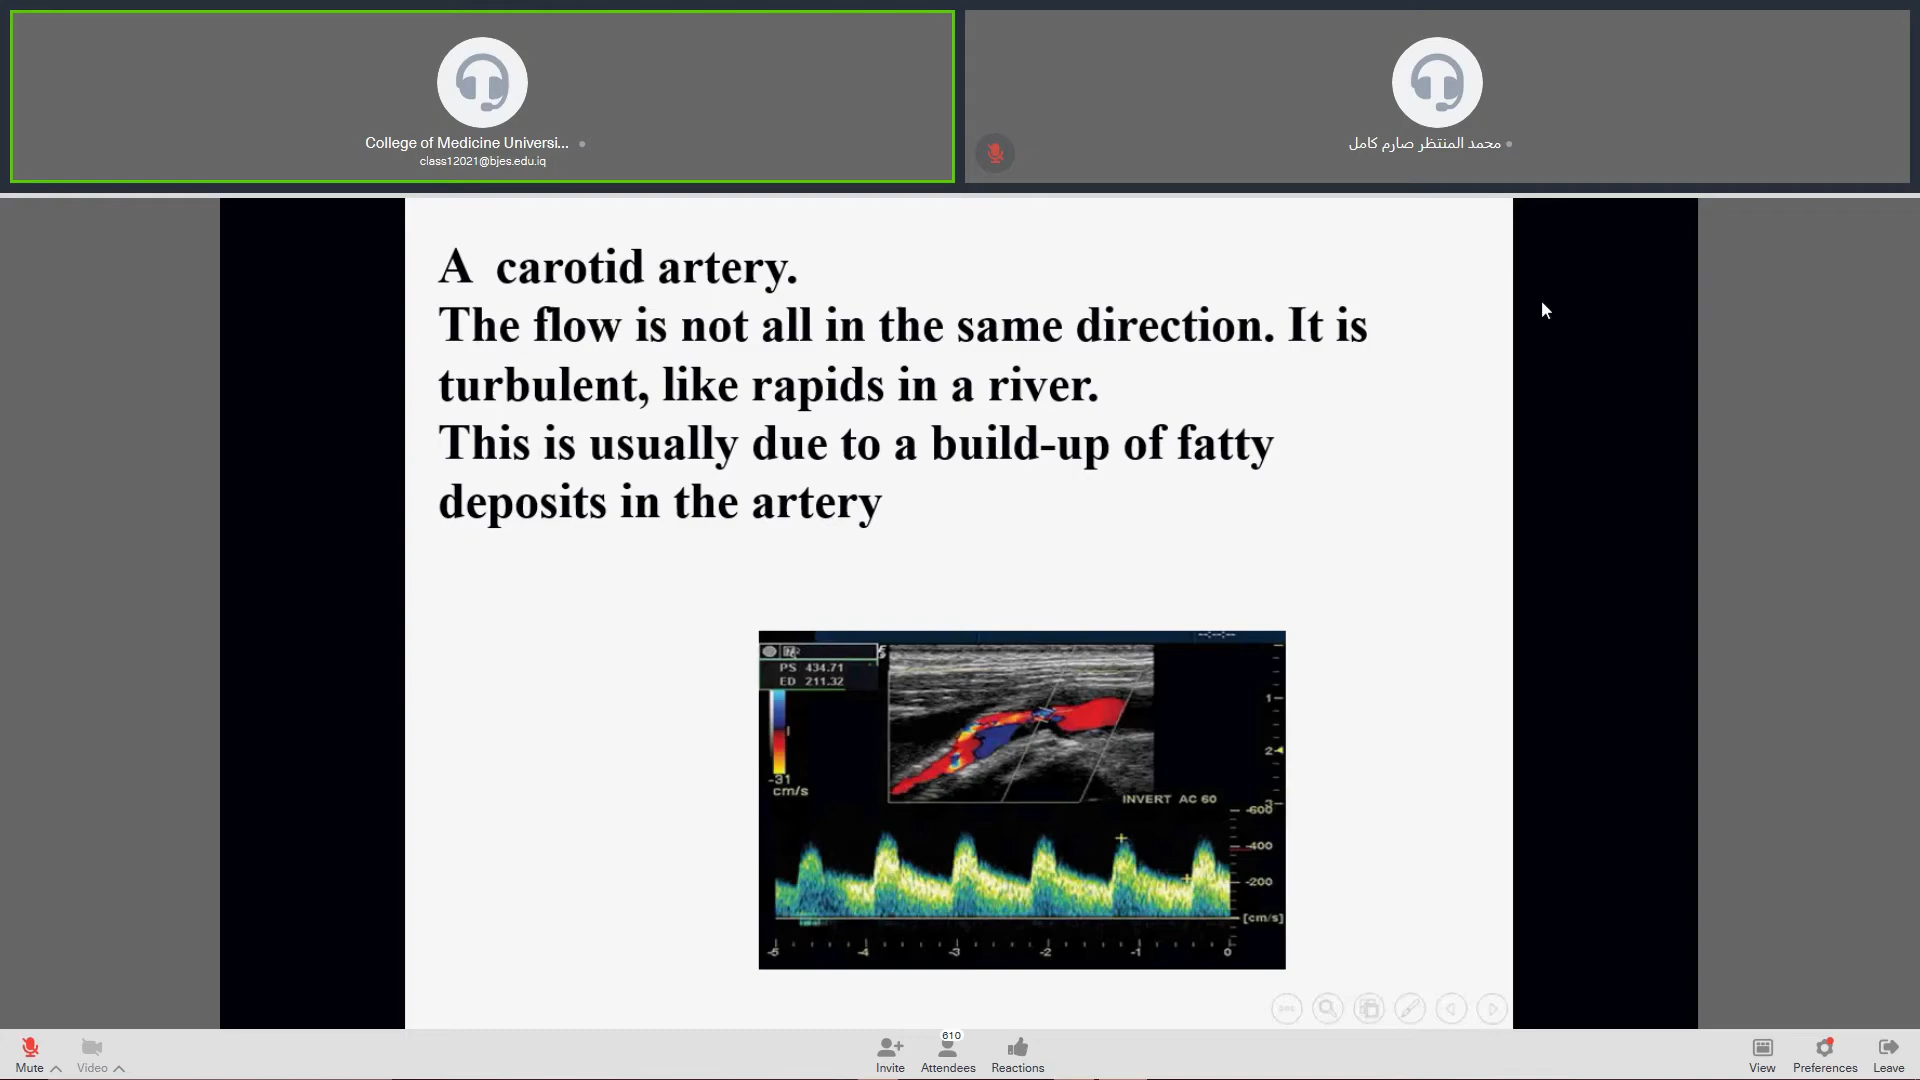 College of Medicine Universi...
class12021@bjes.edu.iq
محمد المنتظر صارم كامل
A carotid artery.
The flow is not all in the same direction. It is
turbulent, like rapids in a river.
This is usually due to a build-up of fatty
deposits in the artery
PS 434.71
ED 211.32
-31
cm/s
1
2
3
INVERT AC 60
-600
-400
-200
[cm/s]
-5 -4 -3 -2 -1 0
Mute
Video
Invite
610
Attendees
Reactions
View
Preferences
Leave